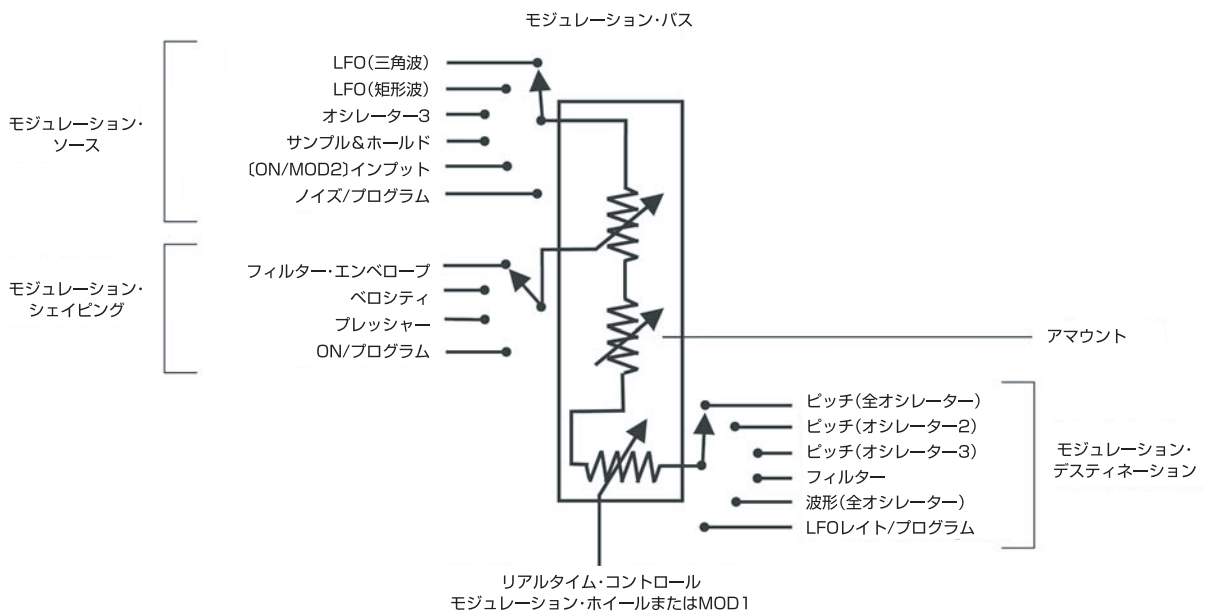 モジュレーション・バス
モジュレーション・
ソース
LFO(三角波)
LFO(矩形波)
オシレーター3
サンプル&ホールド
〔ON/MOD2〕インプット
ノイズ/プログラム
モジュレーション・
シェイピング
フィルター・エンベロープ
ベロシティ
プレッシャー
ON/プログラム
アマウント
ピッチ(全オシレーター)
ピッチ(オシレーター2)
ピッチ(オシレーター3)
フィルター
波形(全オシレーター)
LFOレイト/プログラム
モジュレーション・
デスティネーション
リアルタイム・コントロール
モジュレーション・ホイールまたはMOD1